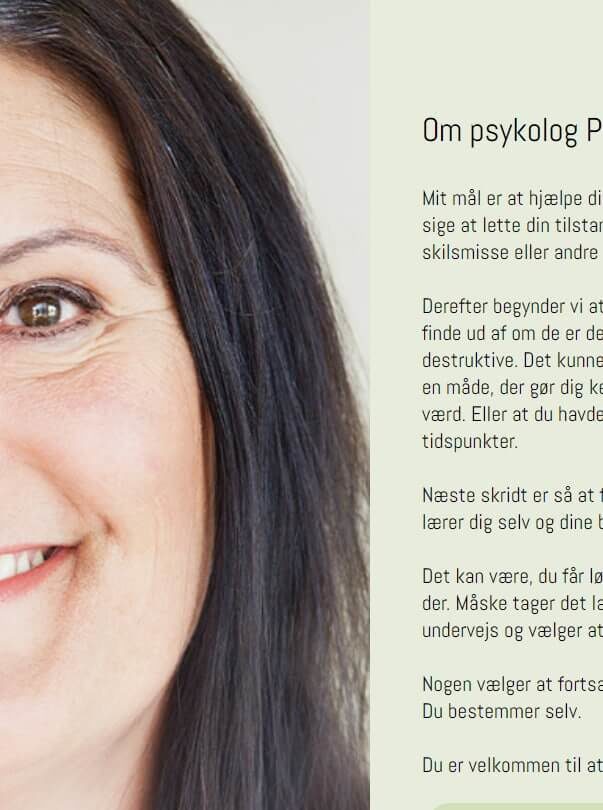 Om psykolog P
Mit mål er at hjælpe di
sige at lette din tilstan
skilsmisse eller andre
Derefter begynder vi at
finde ud af om de er de
destruktive. Det kunne
en måde, der gør dig ke
værd. Eller at du havde
tidspunkter.
Næste skridt er så at f
lærer dig selv og dine b
Det kan være, du får lø
der. Måske tager det la
undervejs og vælger at
Nogen vælger at fortsa
Du bestemmer selv.
Du er velkommen til at